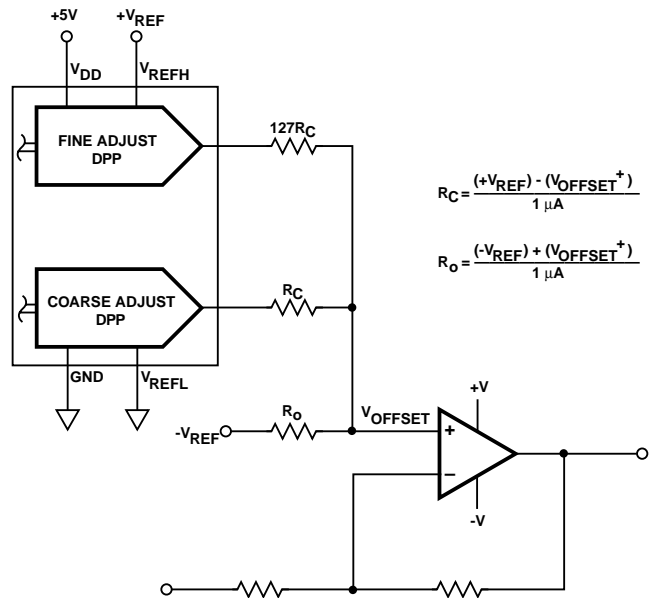 +5V
+VREF
VDD
VREFH
FINE ADJUST
DPP
127RC
RC = (+VREF) - (VOFFSET+)
1 µA
Ro = (-VREF) + (VOFFSET+)
1 µA
COARSE ADJUST
DPP
RC
GND
VREFL
-VREF
Ro
VOFFSET
+V
+
−
-V